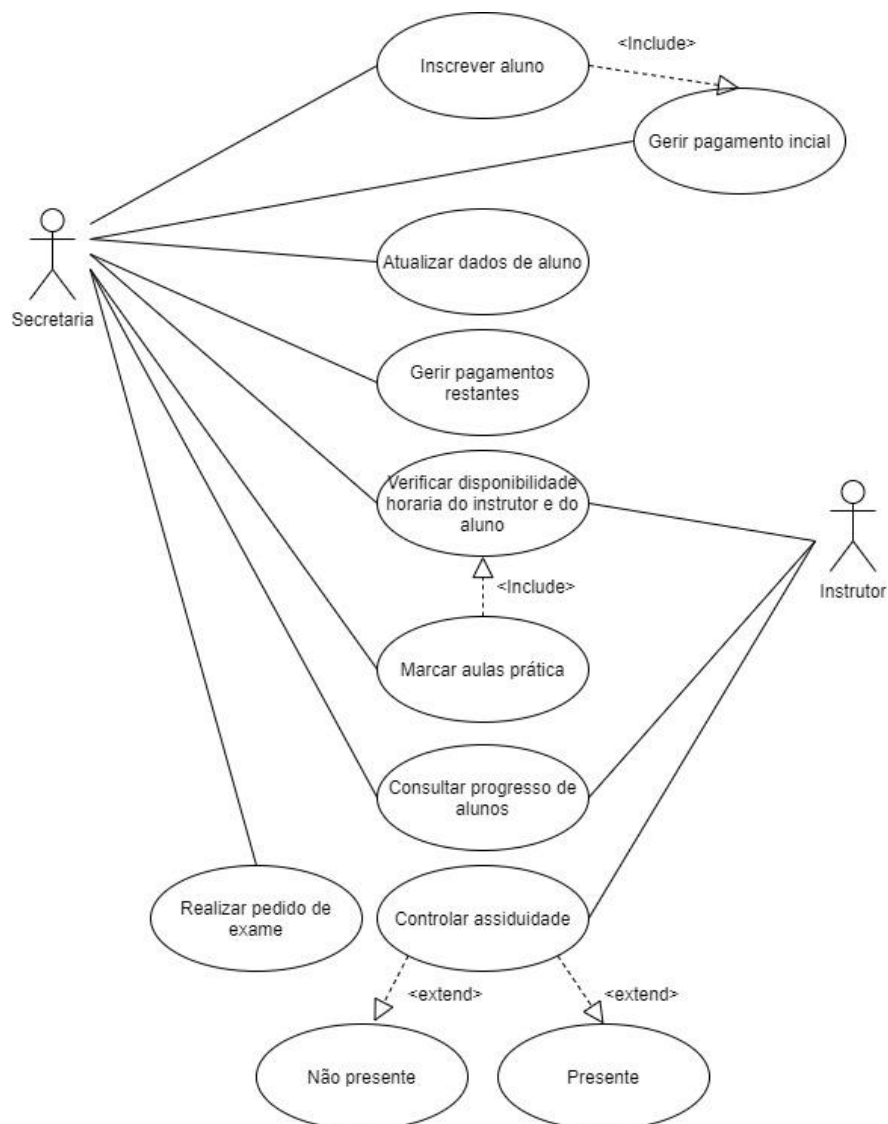 <Include>
Inscrever aluno
Gerir pagamento incial
Secretaria
Atualizar dados de aluno
Gerir pagamentos
restantes
Verificar disponibilidade
horaria do instrutor e do
aluno
Instrutor
<Include>
Marcar aulas prática
Consultar progresso de
alunos
Realizar pedido de
exame
Controlar assiduidade
<extend>
<extend>
Não presente
Presente